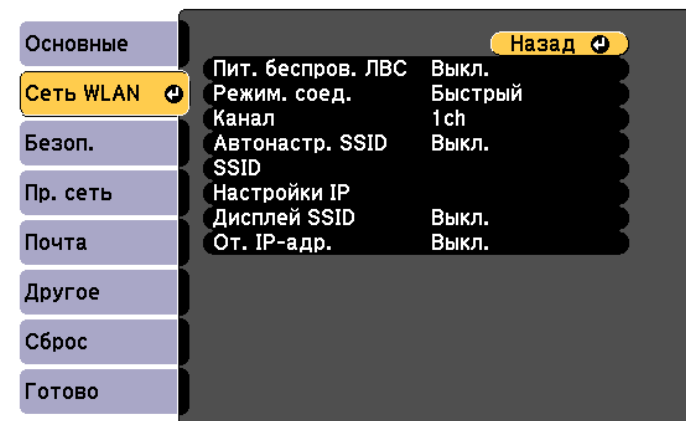 Основные
Сеть WLAN
Безоп.
Пр. сеть
Почта
Другое
Сброс
Готово
Назад
Пит. беспров. ЛВС Выкл.
Режим. соед. Быстрый
Канал 1ch
Автонастр. SSID Выкл.
SSID
Настройки IP
Дисплей SSID Выкл.
От. IP-адр. Выкл.